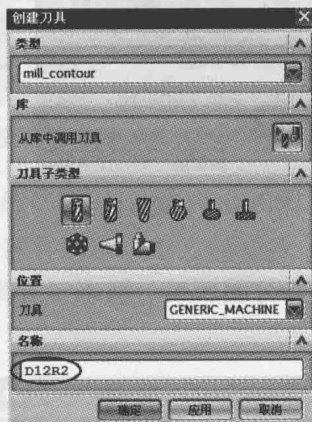 创建刀具
类型
mill_contour
库
从库中调用刀具
刀具子类型
位置
刀具 GENERIC_MACHINE
名称
D12R2
确定 应用 取消